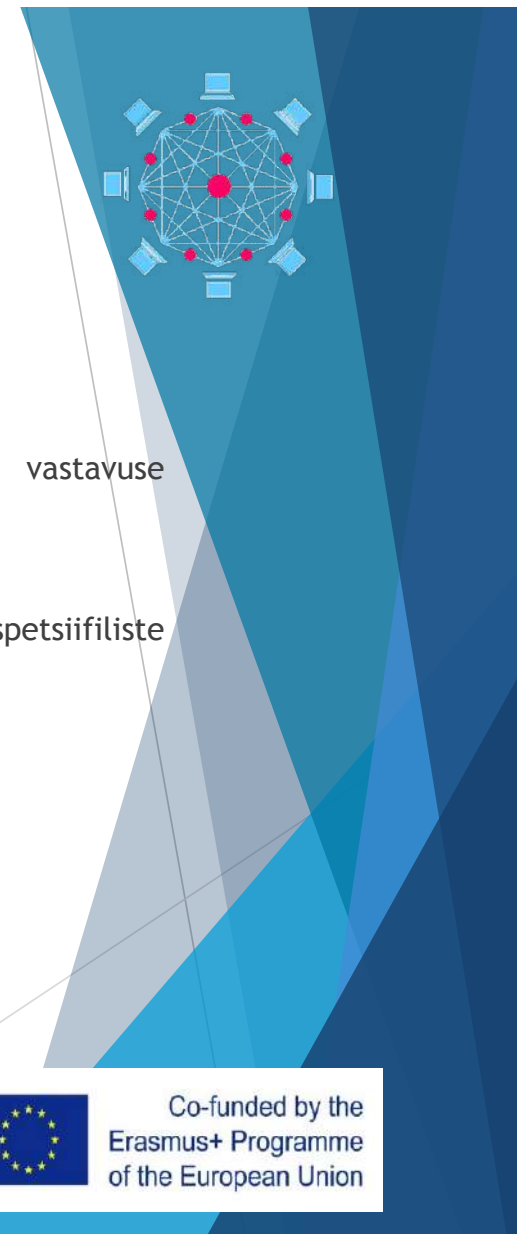 vastavuse
spetsiifiliste
Co-funded by the
Erasmus+ Programme
of the European Union